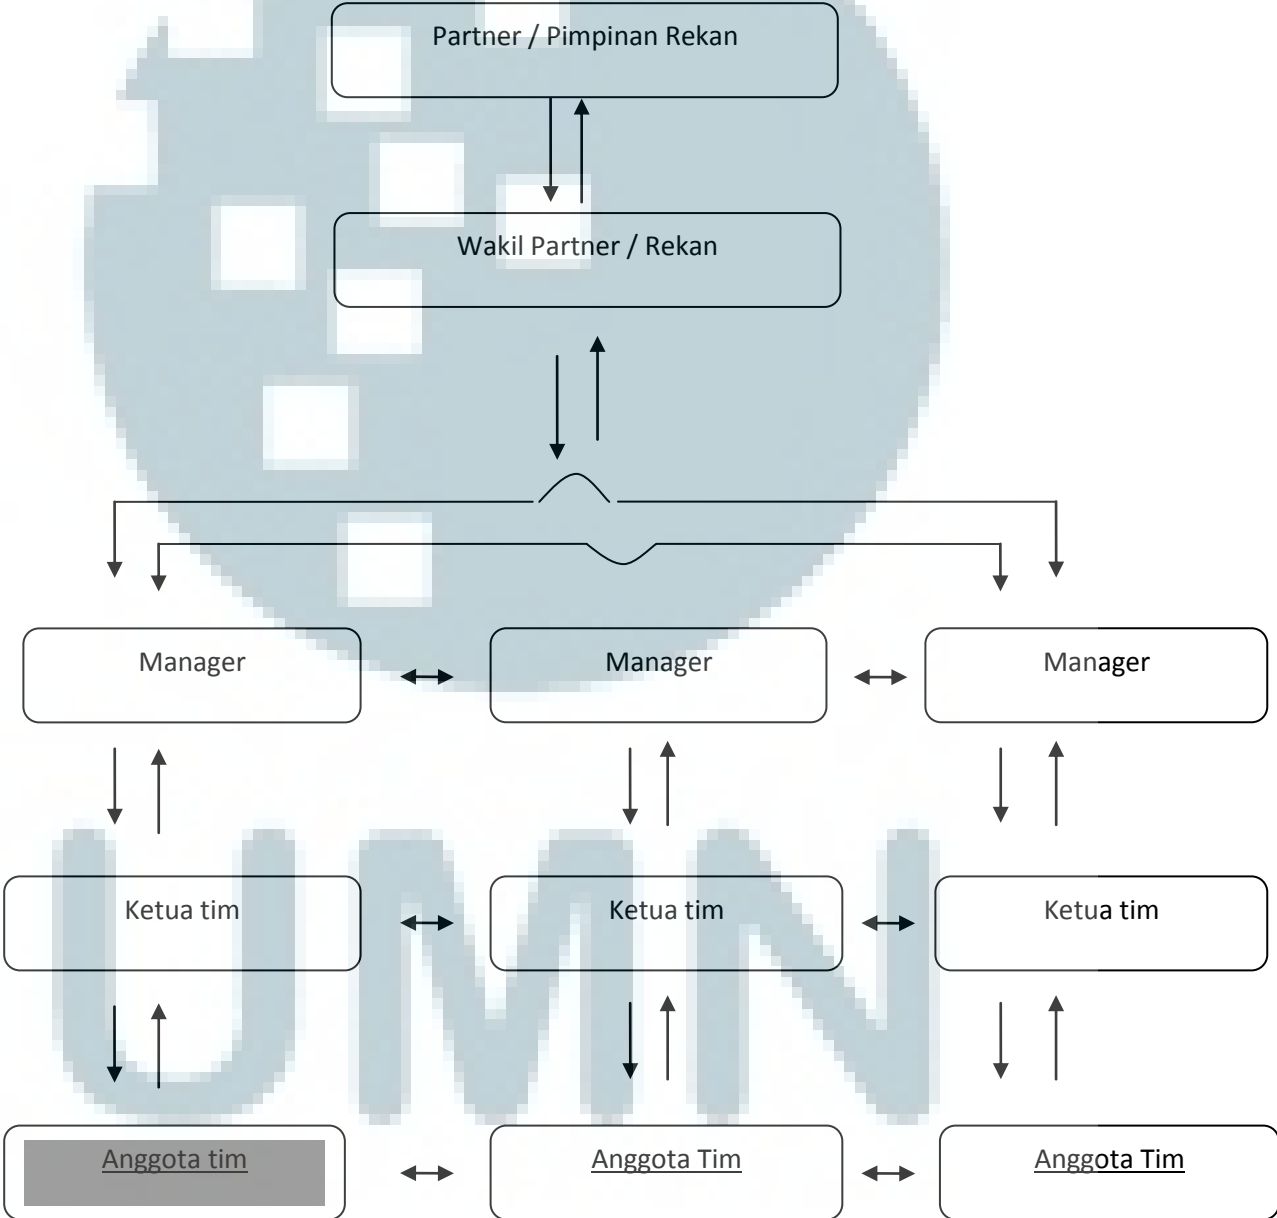 Partner / Pimpinan Rekan
Wakil Partner / Rekan
Manager
Manager
Manager
Ketua tim
Ketua tim
Ketua tim
Anggota tim
Anggota Tim
Anggota Tim
UMN